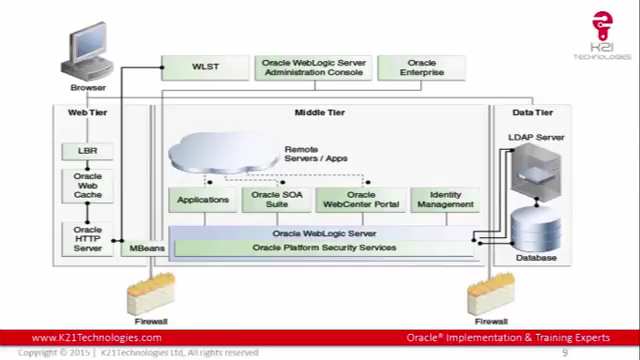 K21
TECHNOLOGIES
WLST
Oracle WebLogic Server
Administration Console
Oracle
Enterprise
Browser
Web Tier
Middle Tier
Data Tier
LBR
Oracle
Web
Cache
Oracle
HTTP
Server
MBeans
Remote
Servers / Apps
Applications
Oracle SOA
Suite
Oracle
WebCenter Portal
Identity
Management
Oracle WebLogic Server
Oracle Platform Security Services
LDAP Server
Database
Firewall
Firewall
www.K21Technologies.com
Oracle® Implementation & Training Experts
Copyright © 2015 | K21Technologies Ltd, All rights reserved
9